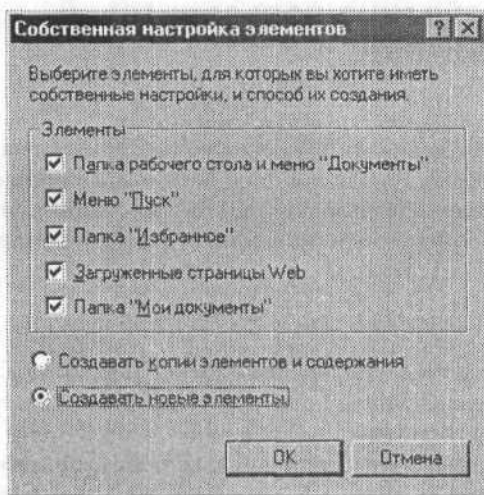 Собственная настройка элементов
Выберите элементы, для которых вы хотите иметь
собственные настройки, и способ их создания.
Элементы
Папка рабочего стола и меню "Документы"
Меню "Пуск"
Папка "Избранное"
Загруженные страницы Web
Папка "Мои документы"
Создавать копии элементов и содержания
Создавать новые элементы
OK
Отмена